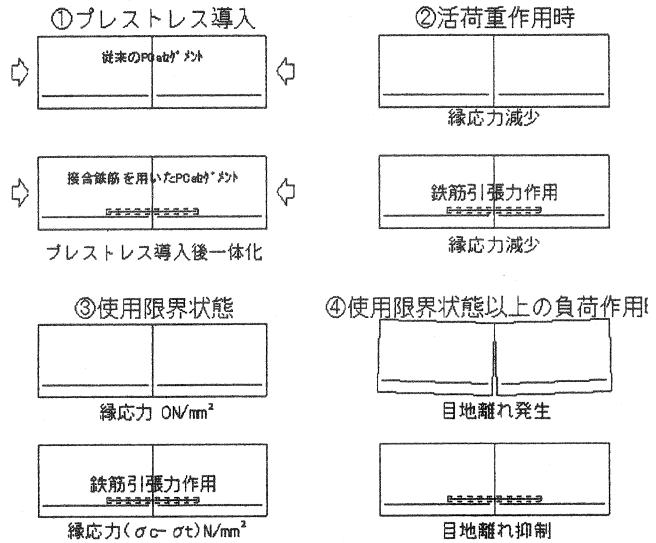 ①プレストレス導入
従来のPCaセグメント
接合鉄筋を用いたPCaセグメント
プレストレス導入後一体化
②活荷重作用時
縁応力減少
鉄筋引張力作用
縁応力減少
③使用限界状態
縁応力 0N/mm²
鉄筋引張力作用
縁応力(σc-σt)N/mm²
④使用限界状態以上の負荷作用時
目地離れ発生
目地離れ抑制